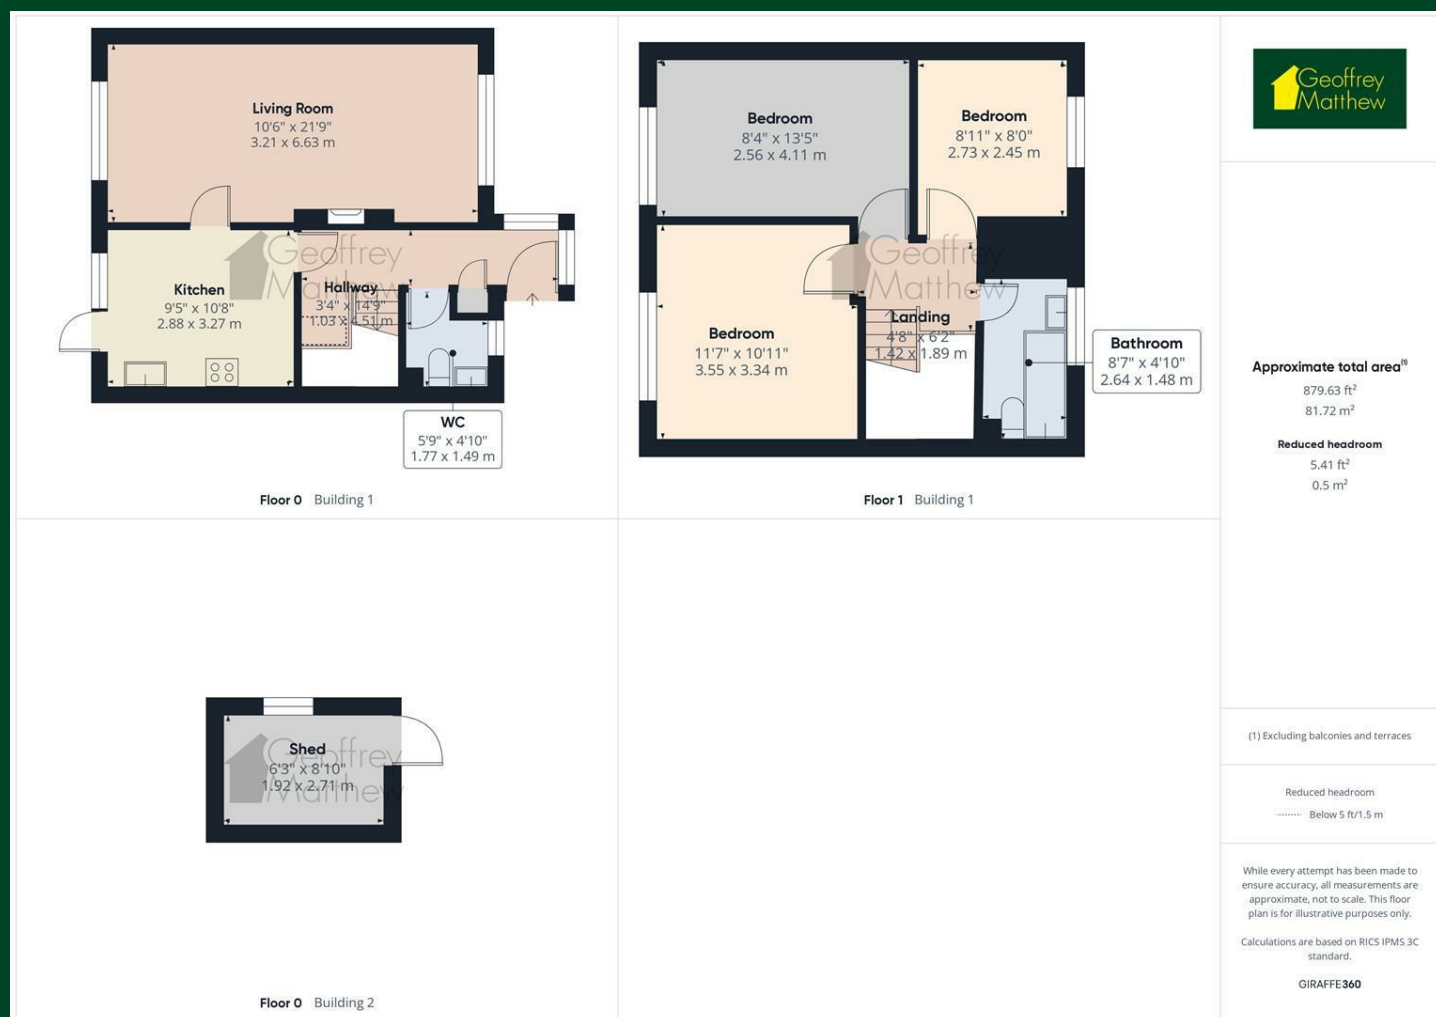 Living Room
10'6" x 21'9"
3.21 x 6.63 m
Kitchen
9'5" x 10'8"
2.88 x 3.27 m
Geoffrey
Matthew
Hallway
3'4" x 14'9"
1.03 x 4.51 m
WC
5'9" x 4'10"
1.77 x 1.49 m
Floor 0 Building 1
Bedroom
8'4" x 13'5"
2.56 x 4.11 m
Bedroom
8'11" x 8'0"
2.73 x 2.45 m
Geoffrey
Matthew
Bedroom
11'7" x 10'11"
3.55 x 3.34 m
Landing
4'8" x 6'2"
1.42 x 1.89 m
Bathroom
8'7" x 4'10"
2.64 x 1.48 m
Floor 1 Building 1
Geoffrey
Matthew
Shed
6'3" x 8'10"
1.92 x 2.71 m
Floor 0 Building 2
Geoffrey
Matthew
Approximate total area(1)
879.63 ft²
81.72 m²
Reduced headroom
5.41 ft²
0.5 m²
(1) Excluding balconies and terraces
Reduced headroom
Below 5 ft/1.5 m
While every attempt has been made to
ensure accuracy, all measurements are
approximate, not to scale. This floor
plan is for illustrative purposes only.
Calculations are based on RICS IPMS 3C
standard.
GIRAFFE360